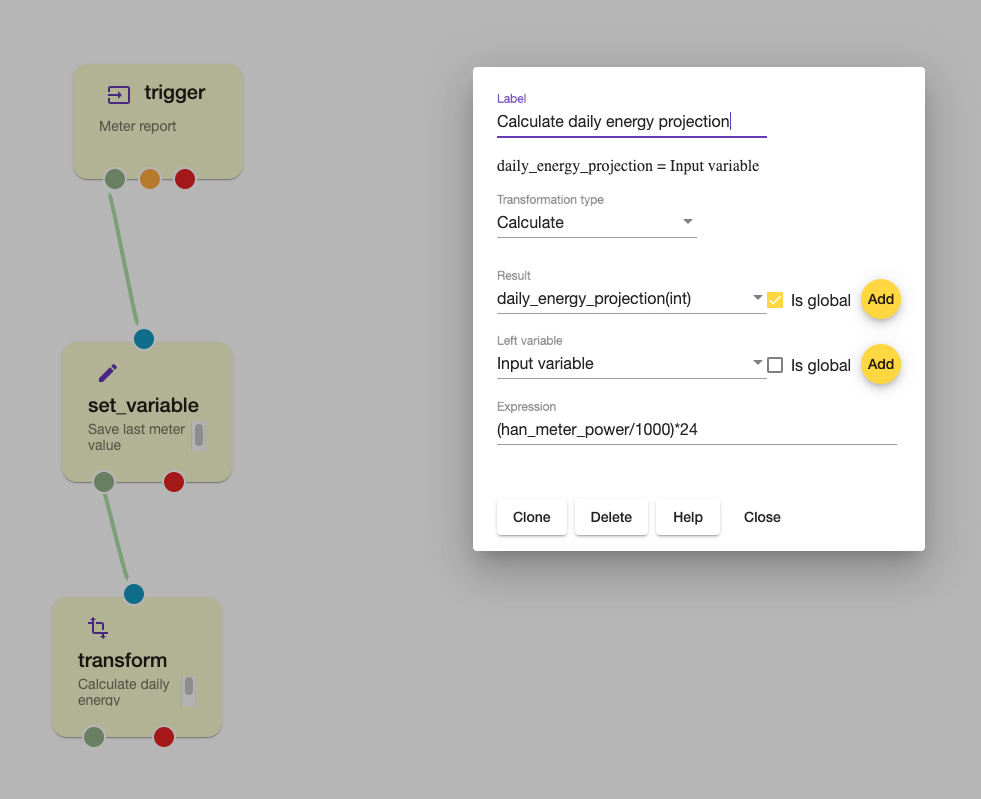 trigger
Meter report
set_variable
Save last meter
value
transform
Calculate daily
energy
Label
Calculate daily energy projection
daily_energy_projection = Input variable
Transformation type
Calculate
Result
daily_energy_projection(int)
Is global
Add
Left variable
Input variable
Is global
Add
Expression
(han_meter_power/1000)*24
Clone
Delete
Help
Close